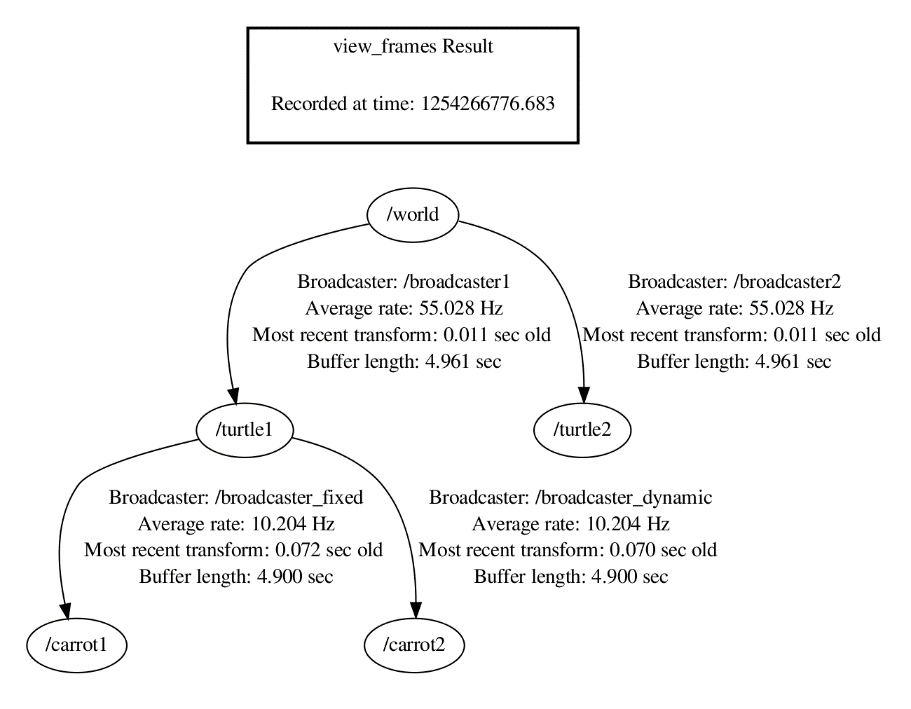 view_frames Result
Recorded at time: 1254266776.683
/world
Broadcaster: /broadcaster1
Average rate: 55.028 Hz
Most recent transform: 0.011 sec old
Buffer length: 4.961 sec
Broadcaster: /broadcaster2
Average rate: 55.028 Hz
Most recent transform: 0.011 sec old
Buffer length: 4.961 sec
/turtle1
/turtle2
Broadcaster: /broadcaster_fixed
Average rate: 10.204 Hz
Most recent transform: 0.072 sec old
Buffer length: 4.900 sec
Broadcaster: /broadcaster_dynamic
Average rate: 10.204 Hz
Most recent transform: 0.070 sec old
Buffer length: 4.900 sec
/carrot1
/carrot2